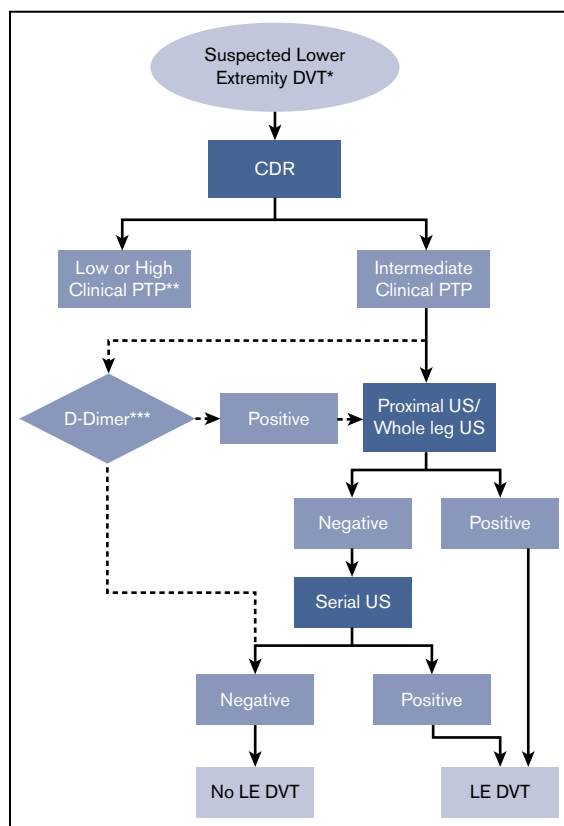 Suspected Lower
Extremity DVT*
CDR
Low or High
Clinical PTP**
Intermediate
Clinical PTP
D-Dimer***
Positive
Proximal US/
Whole leg US
Negative
Positive
Serial US
Negative
Positive
No LE DVT
LE DVT